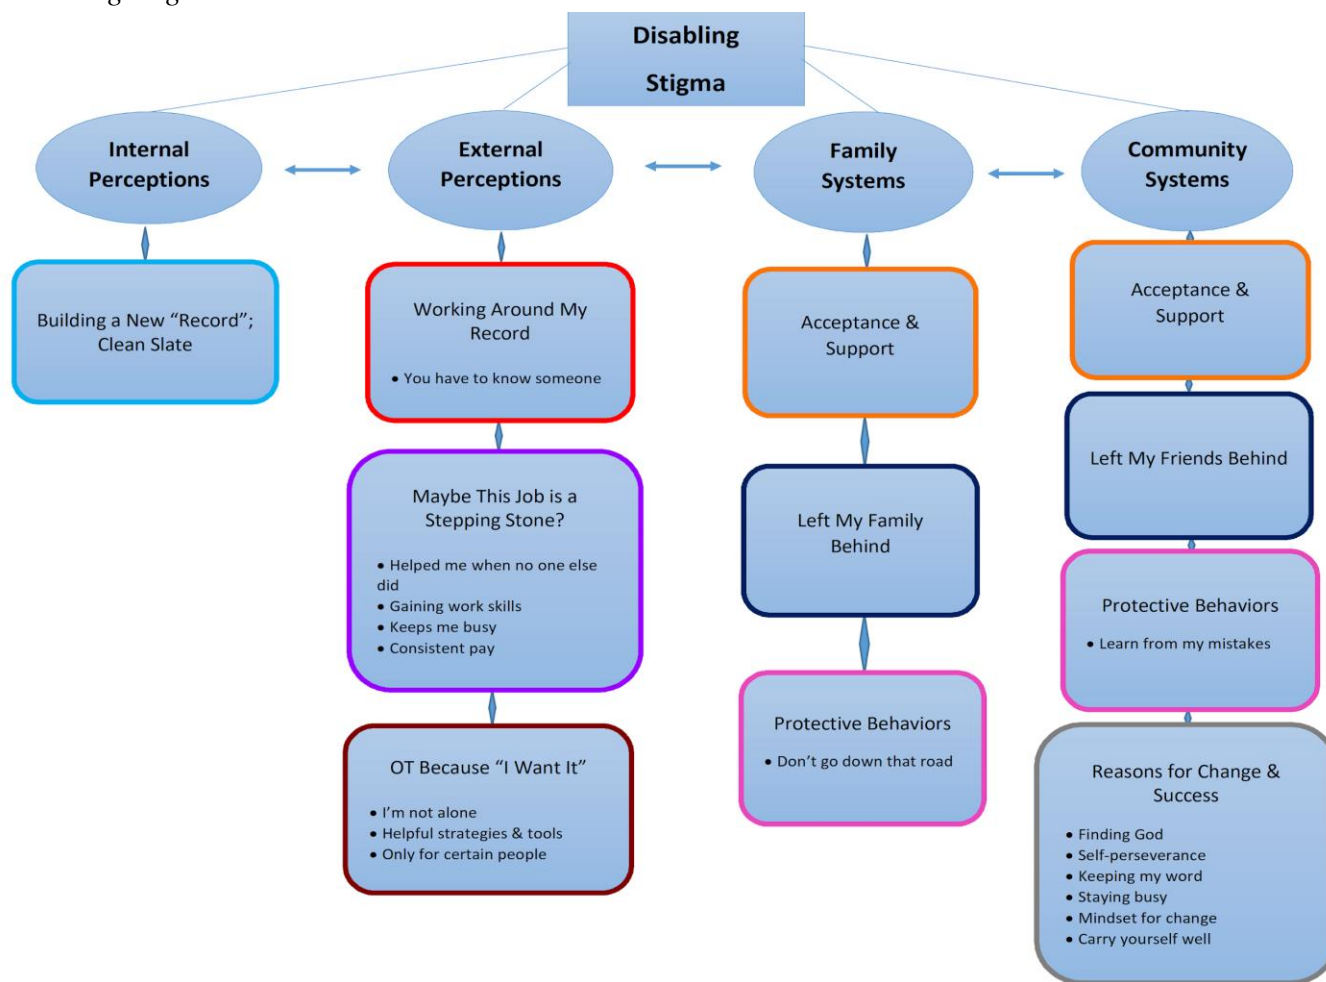 Disabling
Stigma
Internal
Perceptions
External
Perceptions
Family
Systems
Community
Systems
Building a New “Record”;
Clean Slate
Working Around My
Record
• You have to know someone
Maybe This Job is a
Stepping Stone?
• Helped me when no one else
did
• Gaining work skills
• Keeps me busy
• Consistent pay
OT Because “I Want It”
• I’m not alone
• Helpful strategies & tools
• Only for certain people
Acceptance &
Support
Left My Family
Behind
Protective Behaviors
• Don’t go down that road
Acceptance &
Support
Left My Friends Behind
Protective Behaviors
• Learn from my mistakes
Reasons for Change &
Success
• Finding God
• Self-perseverance
• Keeping my word
• Staying busy
• Mindset for change
• Carry yourself well